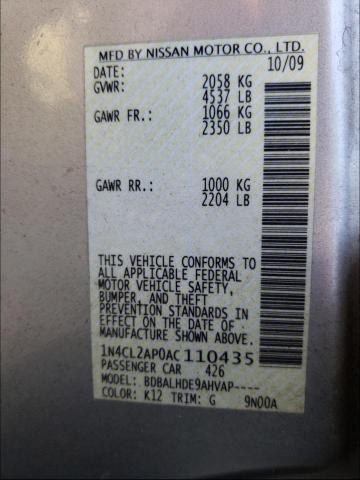 MFD BY NISSAN MOTOR CO., LTD.
DATE: 10/09
GVWR: 2058 KG
4537 LB
GAWR FR.: 1066 KG
2350 LB
GAWR RR.: 1000 KG
2204 LB
THIS VEHICLE CONFORMS TO
ALL APPLICABLE FEDERAL
MOTOR VEHICLE SAFETY,
BUMPER, AND THEFT
PREVENTION STANDARDS IN
EFFECT ON THE DATE OF
MANUFACTURE SHOWN ABOVE.
1N4CL2AP0AC110435
PASSENGER CAR 426
MODEL: BDBALHDE9AHVAP----
COLOR: K12 TRIM: G 9N00A